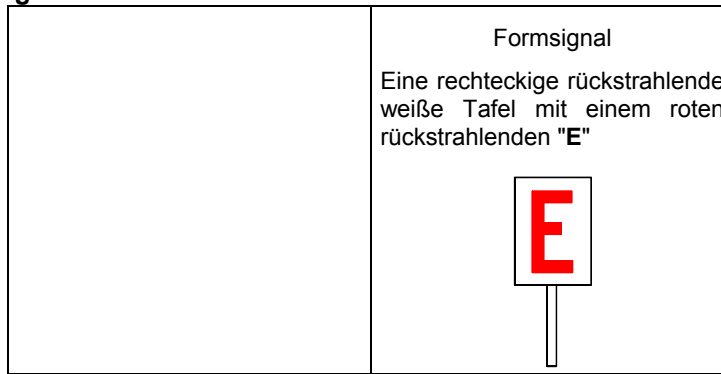 Formsignal
Eine rechteckige rückstrahlende
weiße Tafel mit einem roten
rückstrahlenden "E"
E